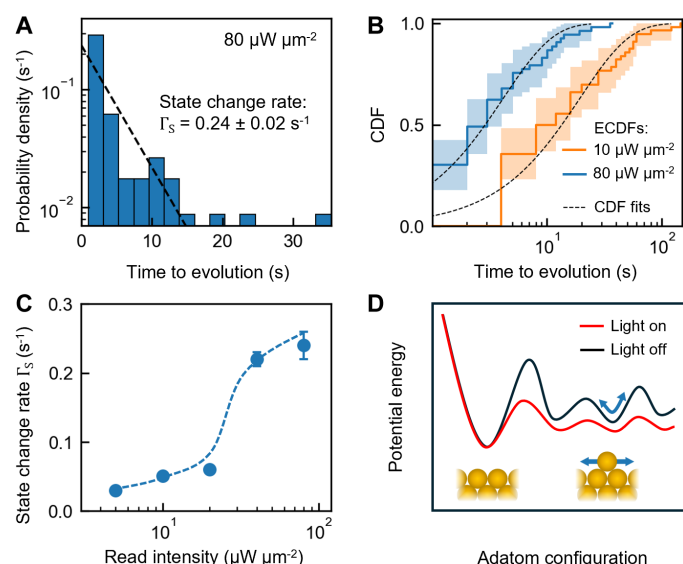 A
80 μW μm⁻²
State change rate:
Γₛ = 0.24 ± 0.02 s⁻¹
Probability density (s⁻¹)
10⁻¹
10⁻²
0
10
20
30
Time to evolution (s)
B
CDF
1.0
0.5
0.0
ECDFs:
10 μW μm⁻²
80 μW μm⁻²
CDF fits
10¹
10²
Time to evolution (s)
C
State change rate Γₛ (s⁻¹)
0.3
0.2
0.1
0.0
10¹
10²
Read intensity (μW μm⁻²)
D
Light on
Light off
Potential energy
Adatom configuration